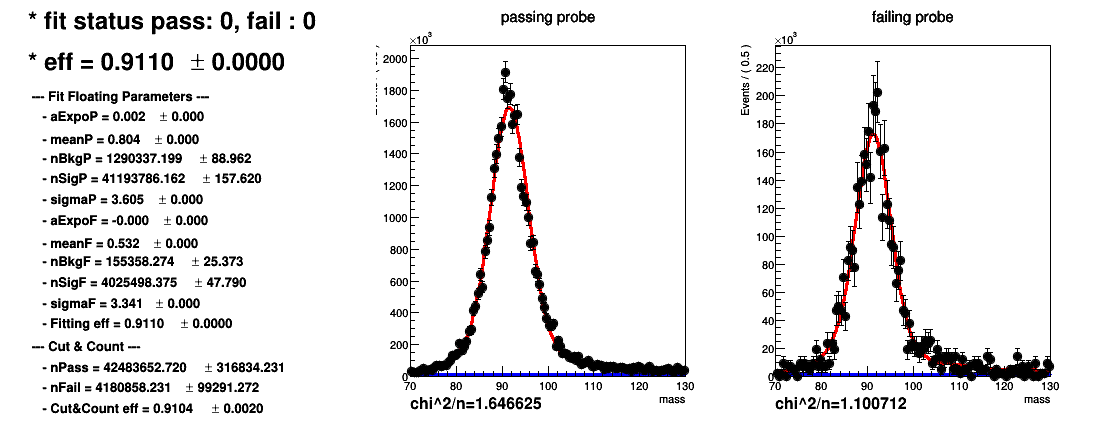 * fit status pass: 0, fail : 0
* eff = 0.9110 ± 0.0000
--- Fit Floating Parameters ---
- aExpoP = 0.002 ± 0.000
- meanP = 0.804 ± 0.000
- nBkgP = 1290337.199 ± 88.962
- nSigP = 41193786.162 ± 157.620
- sigmaP = 3.605 ± 0.000
- aExpoF = -0.000 ± 0.000
- meanF = 0.532 ± 0.000
- nBkgF = 155358.274 ± 25.373
- nSigF = 4025498.375 ± 47.790
- sigmaF = 3.341 ± 0.000
- Fitting eff = 0.9110 ± 0.0000
--- Cut & Count ---
- nPass = 42483652.720 ± 316834.231
- nFail = 4180858.231 ± 99291.272
- Cut&Count eff = 0.9104 ± 0.0020
passing probe
×10³
2000
1800
1600
1400
1200
1000
800
600
400
200
0
70 80 90 100 110 120 130
mass
chi^2/n=1.646625
failing probe
×10³
Events / ( 0.5 )
220
200
180
160
140
120
100
80
60
40
20
0
70 80 90 100 110 120 130
mass
chi^2/n=1.100712